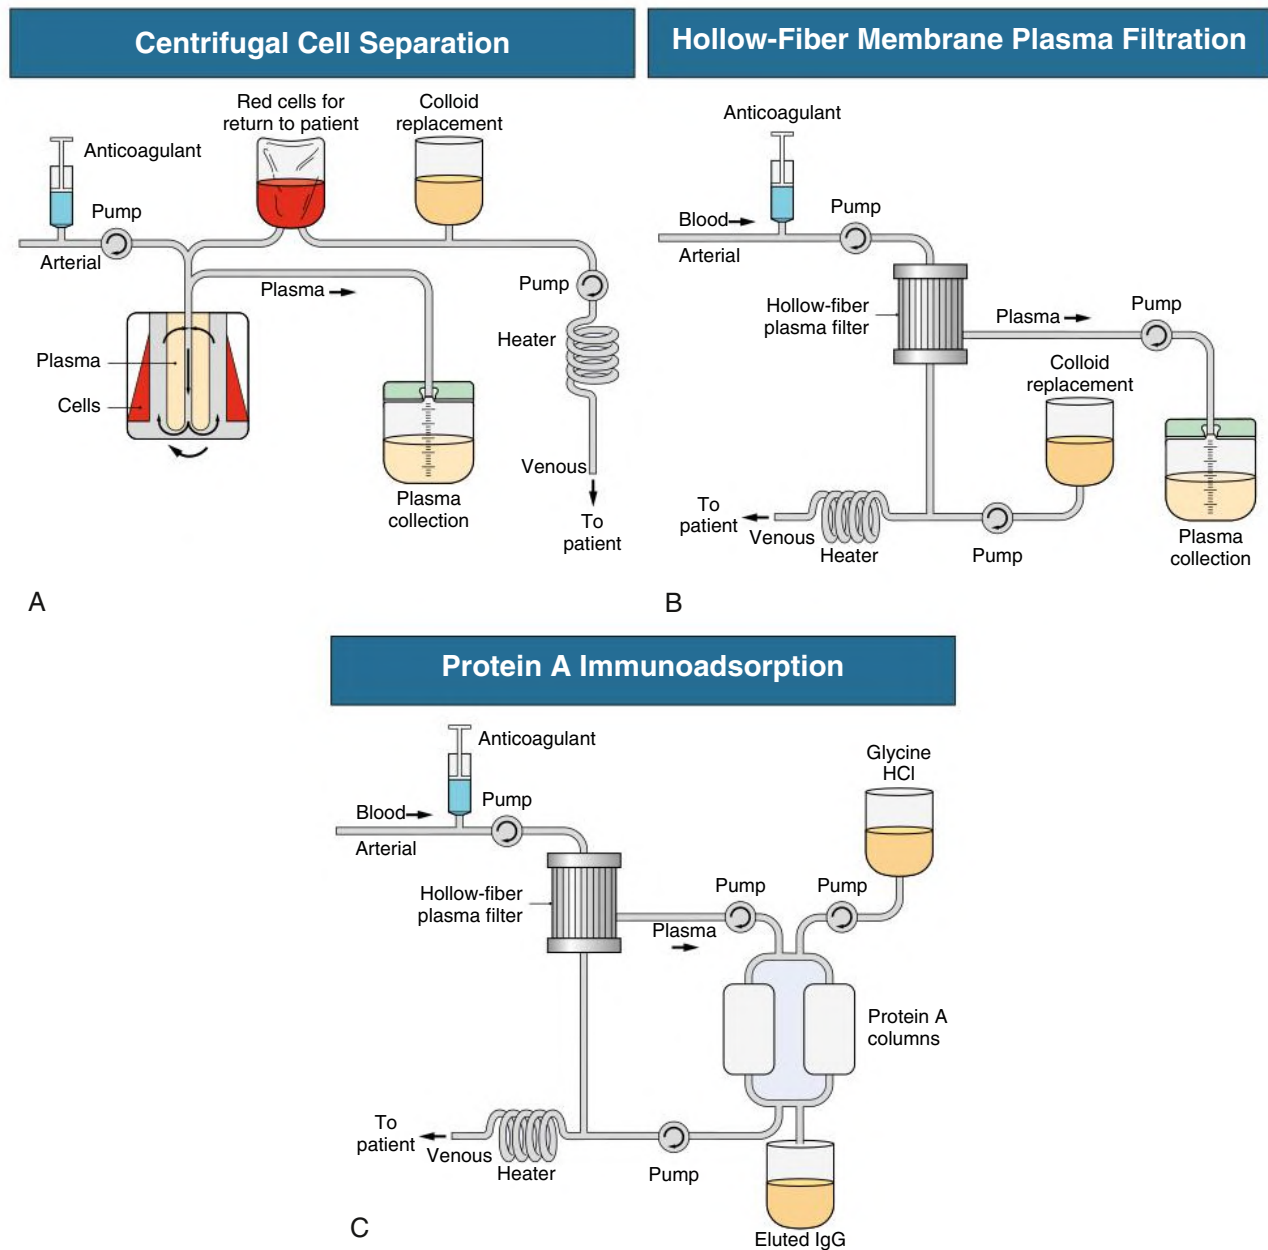 Centrifugal Cell Separation
Hollow-Fiber Membrane Plasma Filtration
Red cells for
return to patient
Colloid
replacement
Anticoagulant
Pump
Arterial
Plasma
Pump
Heater
Plasma
Cells
Venous
Plasma
collection
To
patient
A
Anticoagulant
Blood
Pump
Arterial
Hollow-fiber
plasma filter
Plasma
Pump
Colloid
replacement
To
patient
Venous
Heater
Pump
Plasma
collection
B
Protein A Immunoadsorption
Anticoagulant
Glycine
HCl
Blood
Pump
Arterial
Hollow-fiber
plasma filter
Pump
Pump
Plasma
Protein A
columns
To
patient
Venous
Heater
Pump
Eluted IgG
C